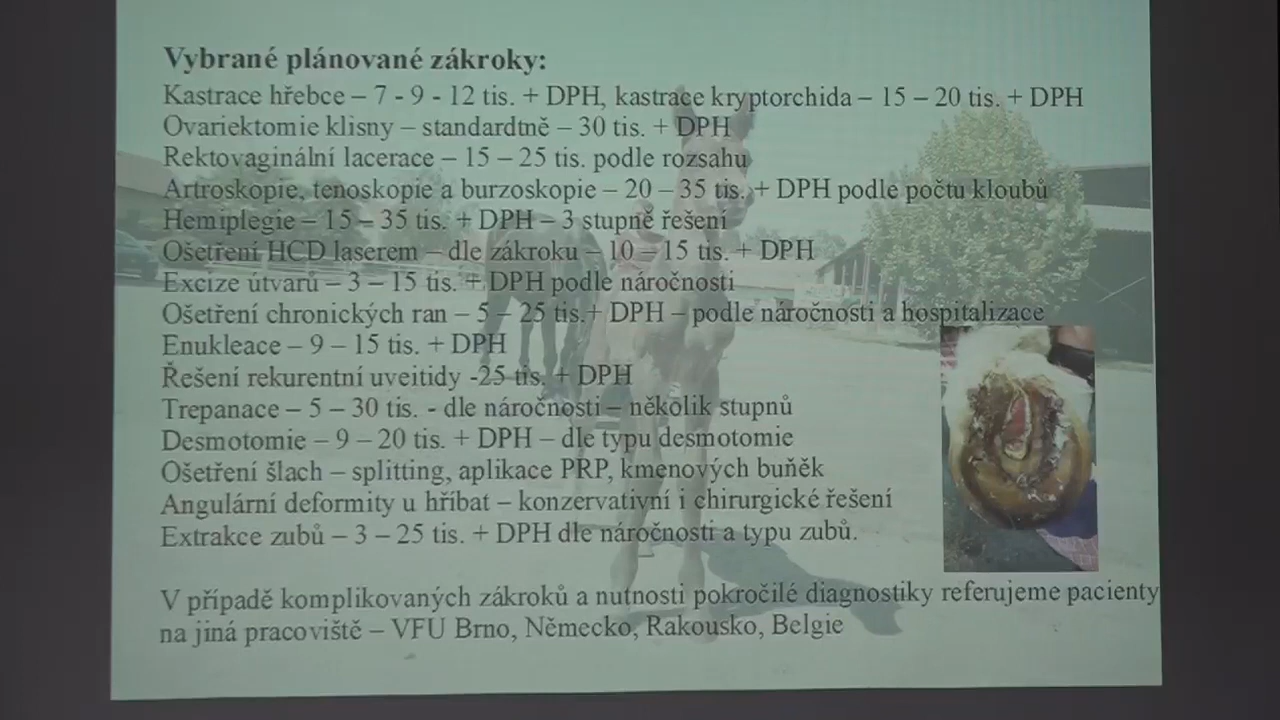 Vybrané plánované zákroky:
Kastrace hřebce – 7 - 9 - 12 tis. + DPH, kastrace kryptorchida – 15 – 20 tis. + DPH
Ovariektomie klisny – standardtně – 30 tis. + DPH
Rektovaginální lacerace – 15 – 25 tis. podle rozsahu
Artroskopie, tenoskopie a burzoskopie – 20 – 35 tis. + DPH podle počtu kloubů
Hemiplegie – 15 – 35 tis. + DPH – 3 stupně řešení
Ošetření HCD laserem – dle zákroku – 10 – 15 tis. + DPH
Excize útvarů – 3 – 15 tis. + DPH podle náročnosti
Ošetření chronických ran – 5 – 25 tis.+ DPH – podle náročnosti a hospitalizace
Enukleace – 9 – 15 tis. + DPH
Řešení rekurentní uveitidy -25 tis. + DPH
Trepanace – 5 – 30 tis. - dle náročnosti – několik stupnů
Desmotomie – 9 – 20 tis. + DPH – dle typu desmotomie
Ošetření šlach – splitting, aplikace PRP, kmenových buňěk
Angulární deformity u hříbat – konzervativní i chirurgické řešení
Extrakce zubů – 3 – 25 tis. + DPH dle náročnosti a typu zubů.
V případě komplikovaných zákroků a nutnosti pokročilé diagnostiky referujeme pacienty
na jiná pracoviště – VFU Brno, Německo, Rakousko, Belgie